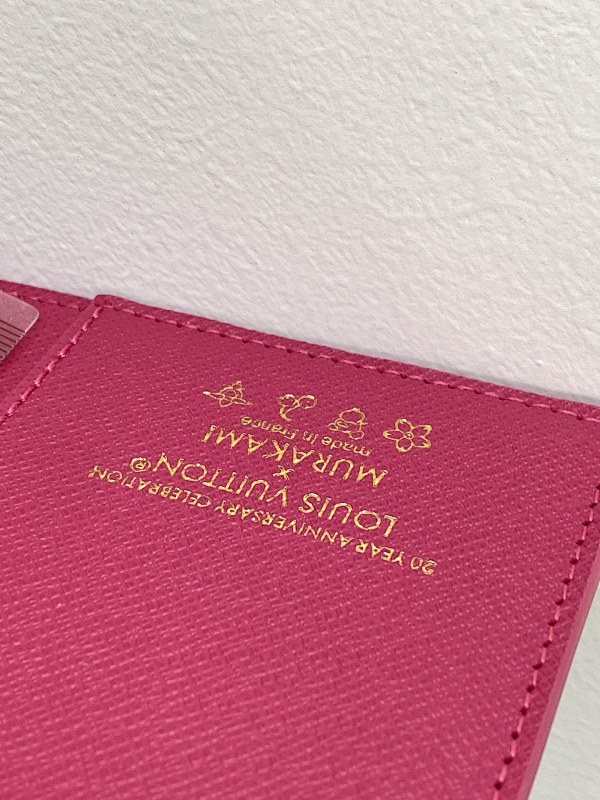 20 YEAR ANNIVERSARY CELEBRATION
LOUIS VUITTON®
×
MURAKAMI
made in France